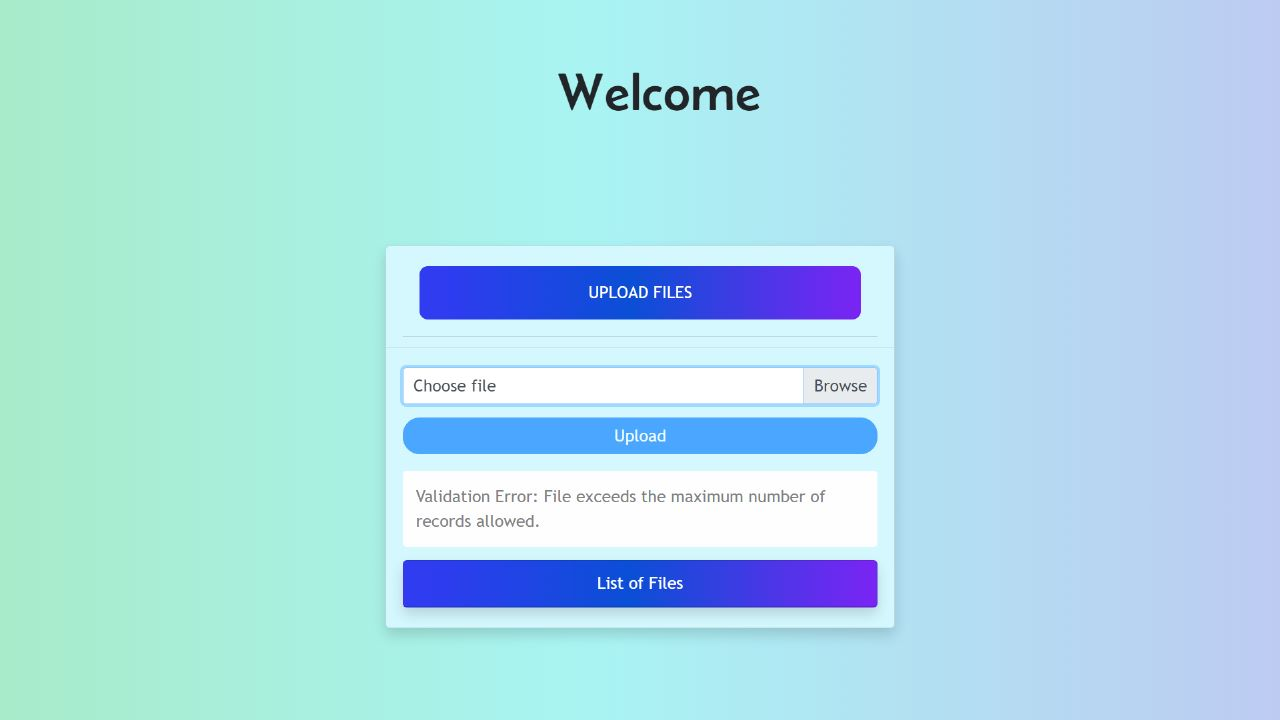 Welcome
UPLOAD FILES
Choose file
Browse
Upload
Validation Error: File exceeds the maximum number of
records allowed.
List of Files